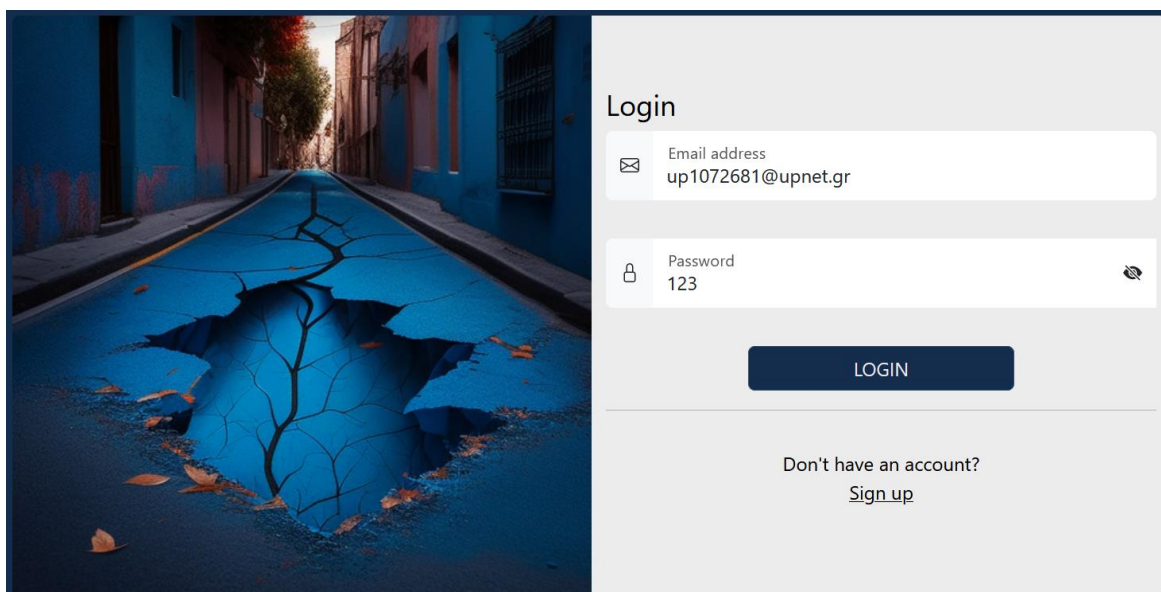 Login
Email address
up1072681@upnet.gr
Password
123
LOGIN
Don't have an account?
Sign up